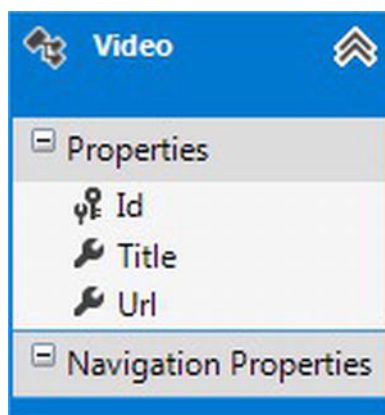 Video
Properties
Id
Title
Url
Navigation Properties